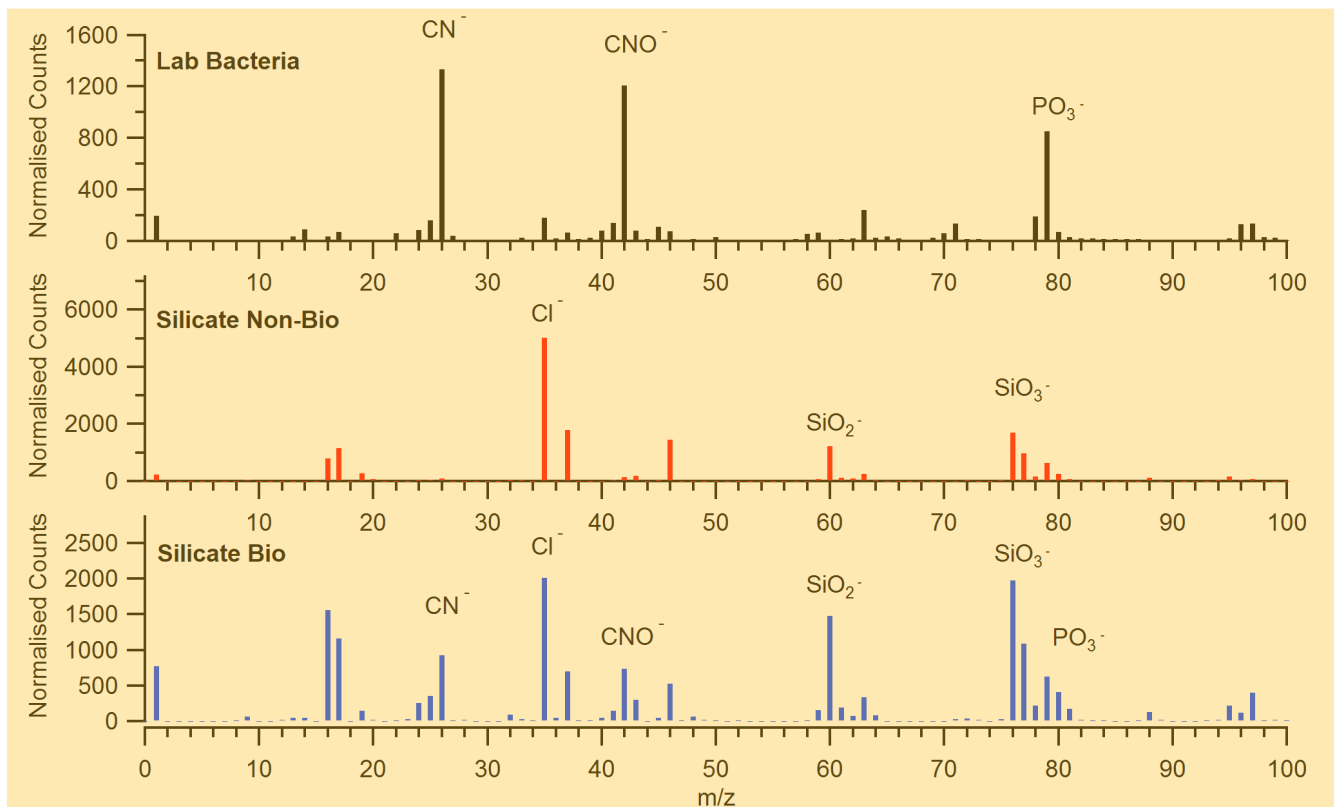 CN⁻
CNO⁻
PO₃⁻
Lab Bacteria
Normalised Counts
1600
1200
800
400
0
10 20 30 40 50 60 70 80 90 100
Cl⁻
SiO₂⁻
SiO₃⁻
Silicate Non-Bio
Normalised Counts
6000
4000
2000
0
10 20 30 40 50 60 70 80 90 100
Silicate Bio
Normalised Counts
2500
2000
1500
1000
500
0
CN⁻
Cl⁻
CNO⁻
SiO₂⁻
SiO₃⁻
PO₃⁻
0 10 20 30 40 50 60 70 80 90 100
m/z